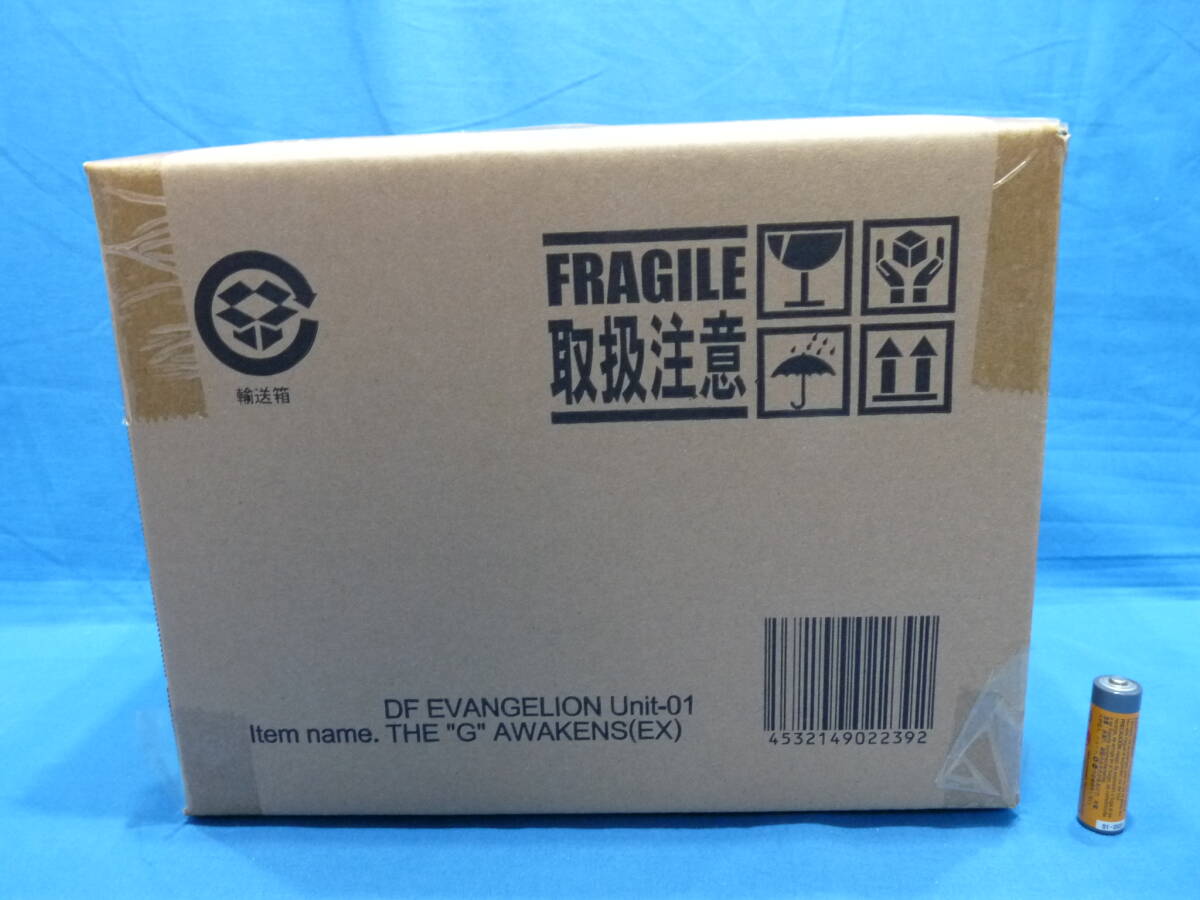 FRAGILE
取扱注意
輸送箱
DF EVANGELION Unit-01
Item name. THE "G" AWAKENS(EX)
4532149022392